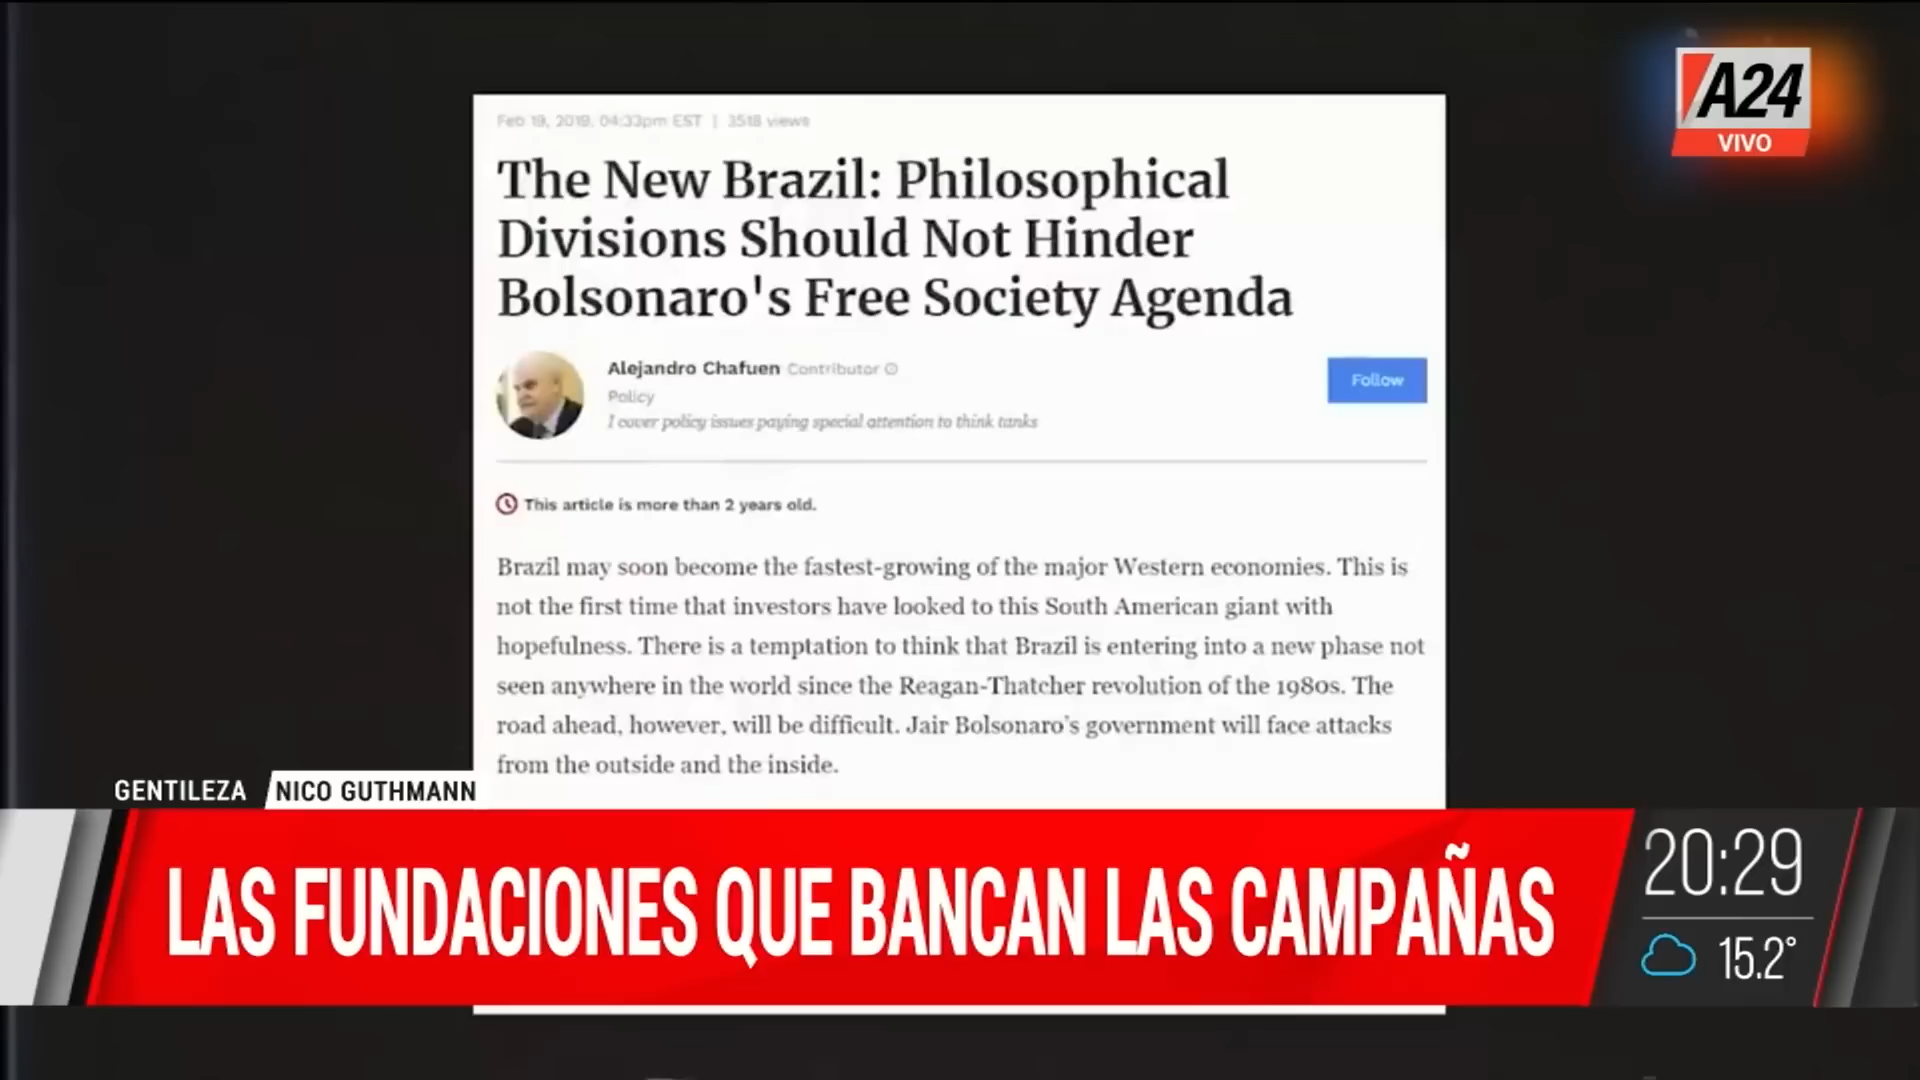 A24
VIVO
Feb 19, 2019, 04:33pm EST | 3518 views
The New Brazil: Philosophical
Divisions Should Not Hinder
Bolsonaro's Free Society Agenda
Alejandro Chafuen Contributor
Policy
I cover policy issues paying special attention to think tanks
Follow
This article is more than 2 years old.
Brazil may soon become the fastest-growing of the major Western economies. This is
not the first time that investors have looked to this South American giant with
hopefulness. There is a temptation to think that Brazil is entering into a new phase not
seen anywhere in the world since the Reagan-Thatcher revolution of the 1980s. The
road ahead, however, will be difficult. Jair Bolsonaro's government will face attacks
from the outside and the inside.
GENTILEZA NICO GUTHMANN
LAS FUNDACIONES QUE BANCAN LAS CAMPAÑAS
20:29
15.2°